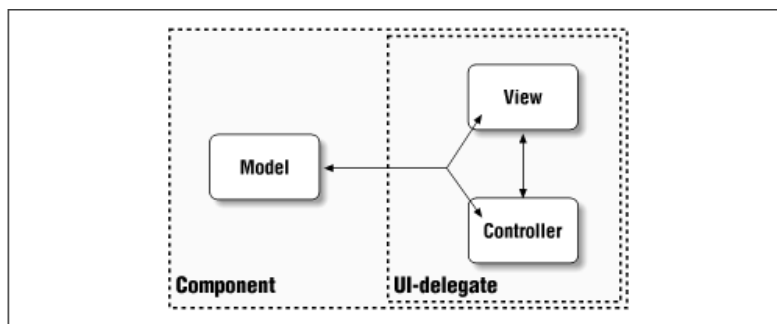 View
Model
Controller
Component
UI-delegate